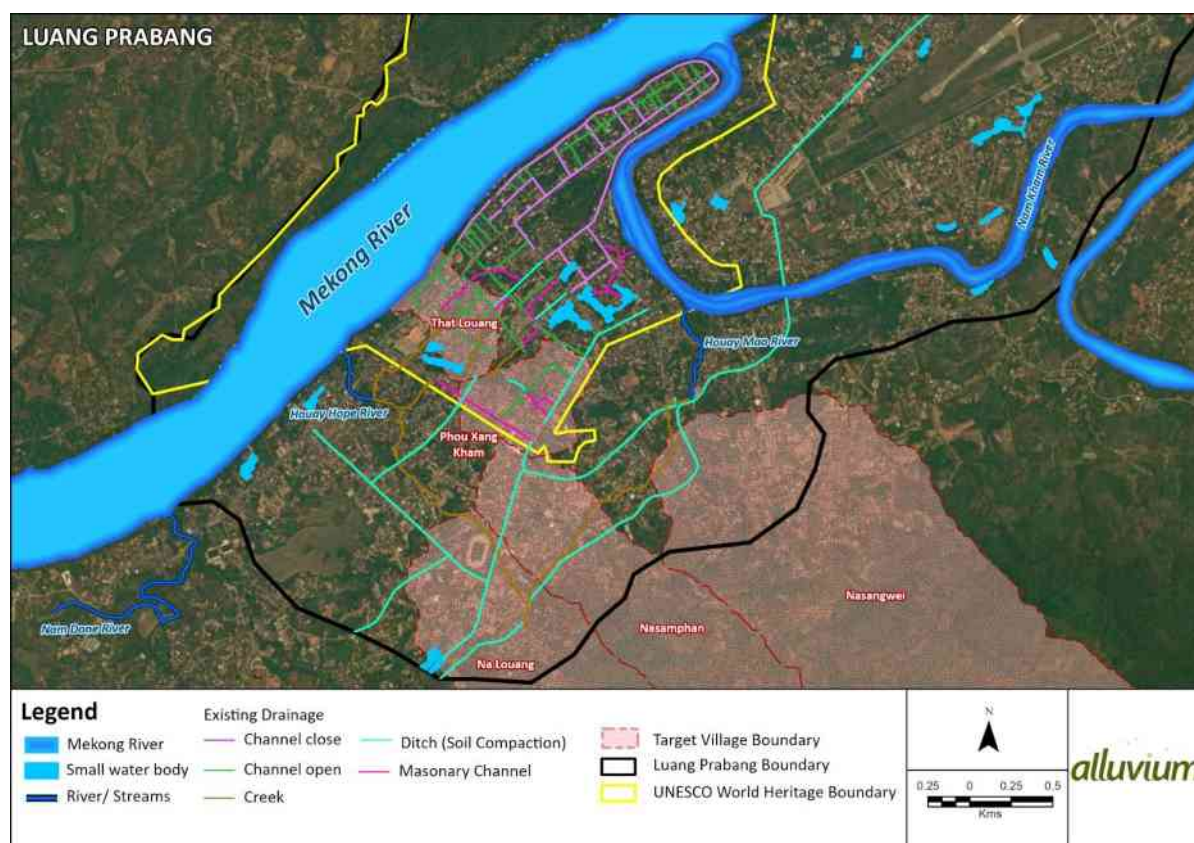 LUANG PRABANG
Mekong River
Nam Kham River
That Louang
Houay Mao River
Houay Hope River
Phou Xang
Kham
Nasangwei
Nam Done River
Nasamphan
Na Louang
Legend
Mekong River
Small water body
River/ Streams
Existing Drainage
Channel close
Channel open
Creek
Ditch (Soil Compaction)
Masonary Channel
Target Village Boundary
Luang Prabang Boundary
UNESCO World Heritage Boundary
N
0.25 0 0.25 0.5
Kms
alluvium